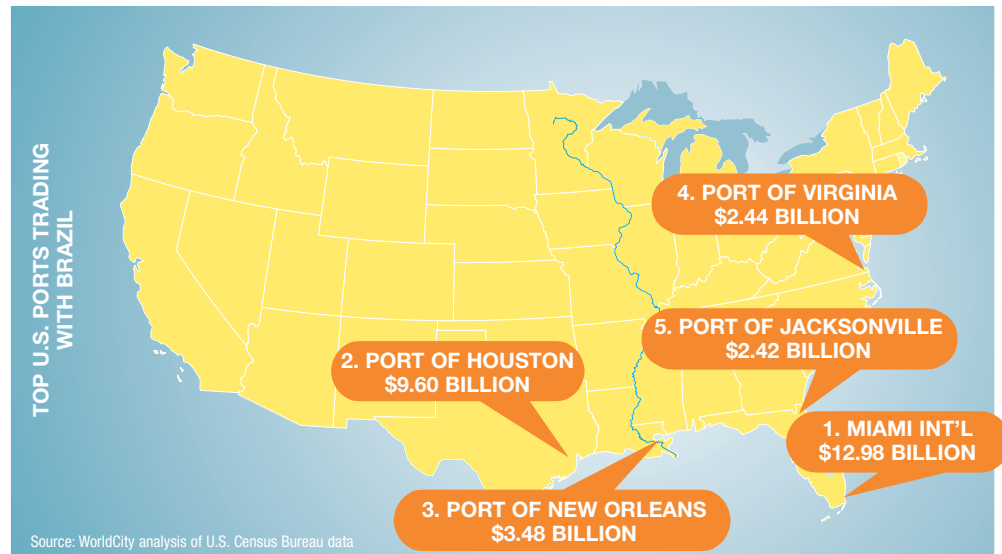 TOP U.S. PORTS TRADING
WITH BRAZIL
4. PORT OF VIRGINIA
$2.44 BILLION
5. PORT OF JACKSONVILLE
$2.42 BILLION
2. PORT OF HOUSTON
$9.60 BILLION
1. MIAMI INT'L
$12.98 BILLION
3. PORT OF NEW ORLEANS
$3.48 BILLION
Source: WorldCity analysis of U.S. Census Bureau data